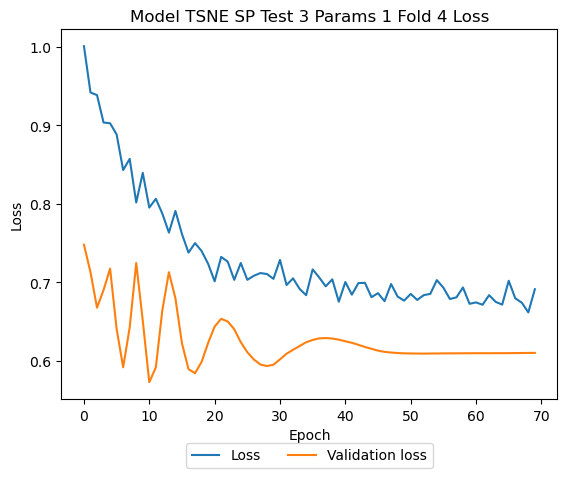 Model TSNE SP Test 3 Params 1 Fold 4 Loss
1.0
0.9
0.8
0.7
0.6
Loss
0 10 20 30 40 50 60 70
Epoch
Loss Validation loss